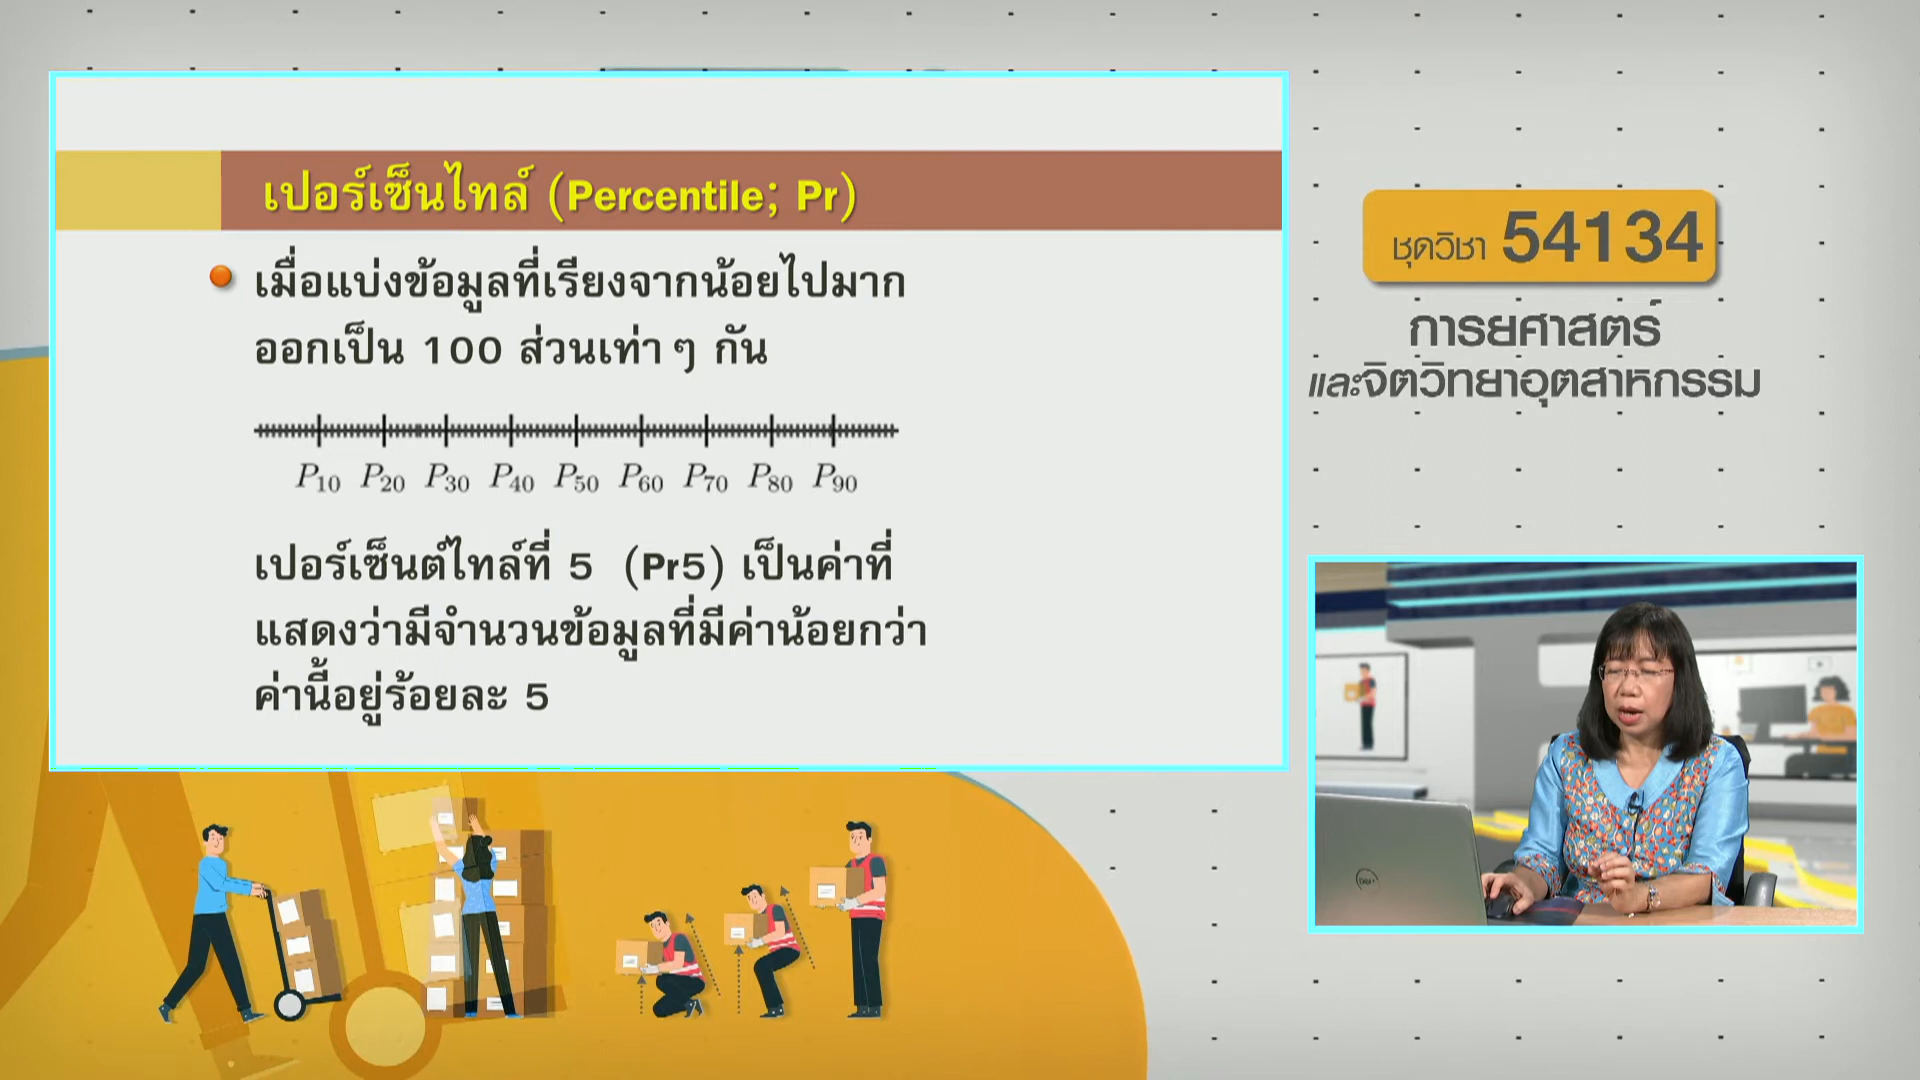 เปอร์เซ็นไทล์ (Percentile; Pr)
เมื่อแบ่งข้อมูลที่เรียงจากน้อยไปมาก
ออกเป็น 100 ส่วนเท่าๆ กัน
P10 P20 P30 P40 P50 P60 P70 P80 P90
เปอร์เซ็นต์ไทล์ที่ 5 (Pr5) เป็นค่าที่
แสดงว่ามีจำนวนข้อมูลที่มีค่าน้อยกว่า
ค่านี้อยู่ร้อยละ 5
ชุดวิชา 54134
การยศาสตร์
และจิตวิทยาอุตสาหกรรม
DELL